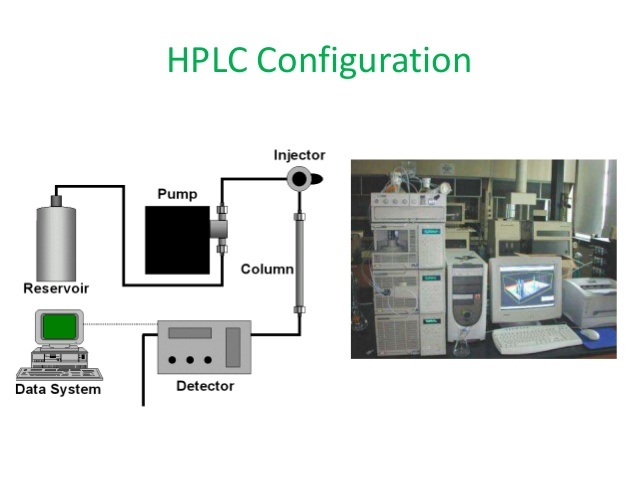 HPLC Configuration
Injector
Pump
Column
Reservoir
Data System
Detector